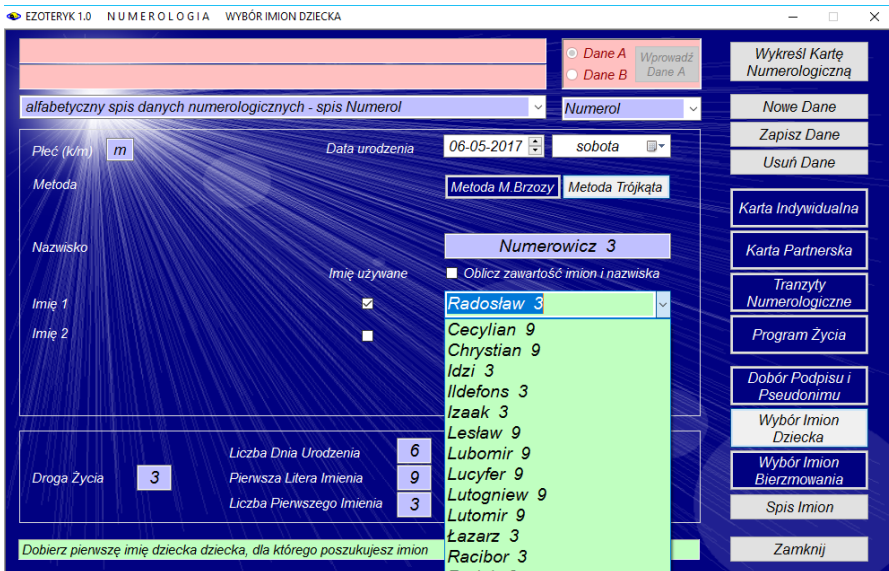 EZOTERYK 1.0 NUMEROLOGIA WYBÓR IMION DZIECKA
Dane A
Dane B
Wprowadź
Dane A
Wykreśl Kartę
Numerologiczną
alfabetyczny spis danych numerologicznych - spis Numerol
Numerol
Nowe Dane
Zapisz Dane
Usuń Dane
Płeć (k/m)
m
Data urodzenia
06-05-2017
sobota
Metoda
Metoda M.Brzozy
Metoda Trójkąta
Karta Indywidualna
Nazwisko
Numerowicz 3
Karta Partnerska
Imię używane
Oblicz zawartość imion i nazwiska
Tranzyty
Numerologiczne
Imię 1
Radosław 3
Imię 2
Program Życia
Cecylian 9
Chrystian 9
Idzi 3
Ildefons 3
Izaak 3
Lesław 9
Lubomir 9
Lucyfer 9
Lutogniew 9
Lutomir 9
Łazarz 3
Racibor 3
Dobór Podpisu i
Pseudonimu
Wybór Imion
Dziecka
Wybór Imion
Bierzmowania
Spis Imion
Droga Życia
3
Liczba Dnia Urodzenia
6
Pierwsza Litera Imienia
9
Liczba Pierwszego Imienia
3
Dobierz pierwszę imię dziecka dziecka, dla którego poszukujesz imion
Zamknij